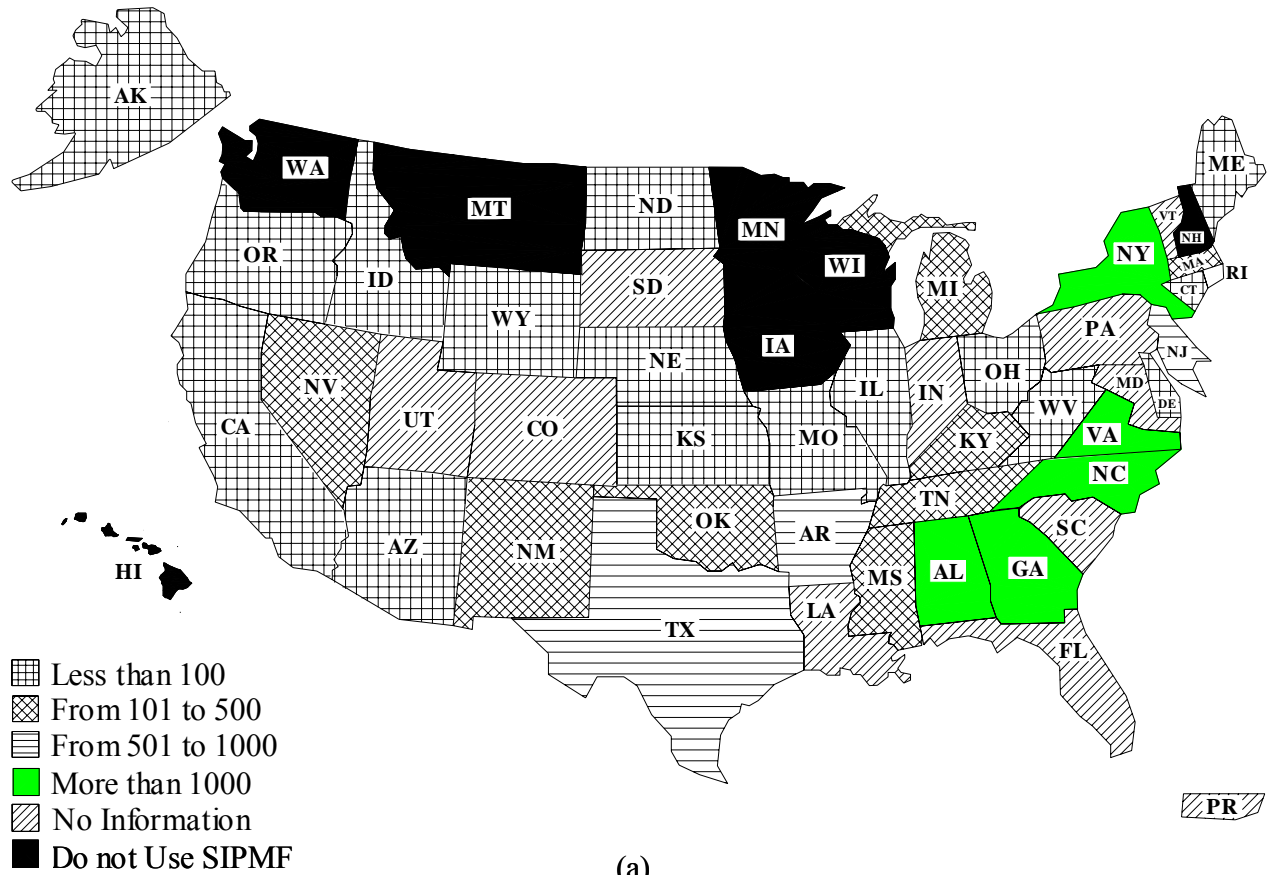 AK
WA
MT
ND
MN
ME
VT
NH
NY
MA
RI
CT
OR
ID
SD
WI
MI
WY
IA
PA
NJ
NE
NV
UT
CO
CA
KS
MO
IL
IN
OH
WV
MD
DE
VA
KY
NC
TN
AZ
NM
OK
AR
SC
MS
AL
GA
HI
LA
TX
FL
PR
Less than 100
From 101 to 500
From 501 to 1000
More than 1000
No Information
Do not Use SIPMF
(a)